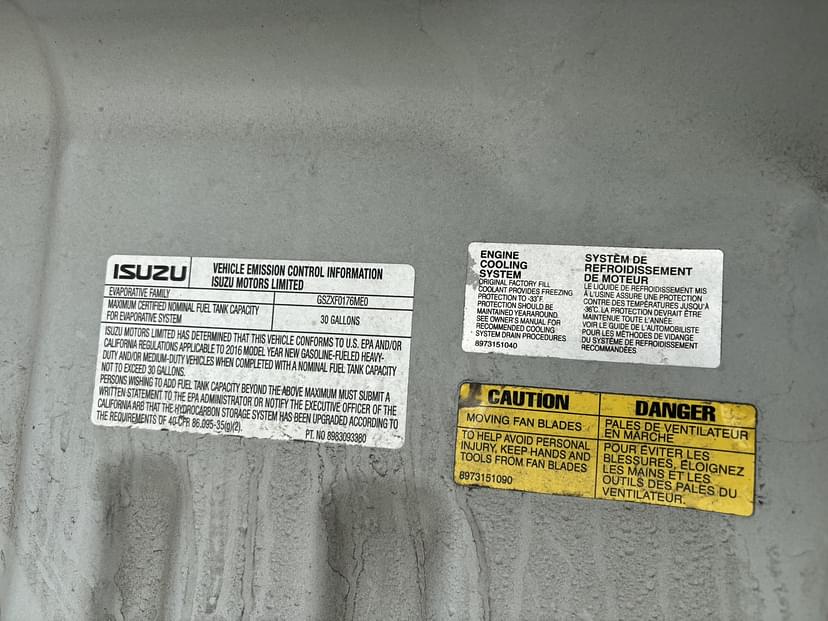 ISUZU
VEHICLE EMISSION CONTROL INFORMATION
ISUZU MOTORS LIMITED
EVAPORATIVE FAMILY
GSZXF0176ME0
MAXIMUM CERTIFIED NOMINAL FUEL TANK CAPACITY
FOR EVAPORATIVE SYSTEM
30 GALLONS
ISUZU MOTORS LIMITED HAS DETERMINED THAT THIS VEHICLE CONFORMS TO U.S. EPA AND/OR
CALIFORNIA REGULATIONS APPLICABLE TO 2016 MODEL YEAR NEW GASOLINE-FUELED HEAVY-
DUTY AND/OR MEDIUM-DUTY VEHICLES WHEN COMPLETED WITH A NOMINAL FUEL TANK CAPACITY
NOT TO EXCEED 30 GALLONS.
PERSONS WISHING TO ADD FUEL TANK CAPACITY BEYOND THE ABOVE MAXIMUM MUST SUBMIT A
WRITTEN STATEMENT TO THE EPA ADMINISTRATOR OR NOTIFY THE EXECUTIVE OFFICER OF THE
CALIFORNIA ARB THAT THE HYDROCARBON STORAGE SYSTEM HAS BEEN UPGRADED ACCORDING TO
THE REQUIREMENTS OF 40-CFR 86.095-35(g)(2).
PT. NO 8983093380
ENGINE
COOLING
SYSTEM
ORIGINAL FACTORY FILL
COOLANT PROVIDES FREEZING
PROTECTION TO -33°F.
PROTECTION SHOULD BE
MAINTAINED YEARAROUND.
SEE OWNER'S MANUAL FOR
RECOMMENDED COOLING
SYSTEM DRAIN PROCEDURES
8973151040
SYSTÈM DE
REFROIDISSEMENT
DE MOTEUR
LE LIQUIDE DE REFROIDISSEMENT MIS
À L'USINE ASSURE UNE PROTECTION
CONTRE DES TEMPÉRATURES JUSQU'À
-36°C. LA PROTECTION DEVRAIT ÊTRE
MAINTENUE TOUTE L'ANNÉE.
VOIR LE GUIDE DE L'AUTOMOBILISTE
POUR LES MÉTHODES DE VIDANGE
DU SYSTÈME DE REFROIDISSEMENT
RECOMMANDÉES
CAUTION
MOVING FAN BLADES
TO HELP AVOID PERSONAL
INJURY, KEEP HANDS AND
TOOLS FROM FAN BLADES
8973151090
DANGER
PALES DE VENTILATEUR
EN MARCHE
POUR ÉVITER LES
BLESSURES, ÉLOIGNEZ
LES MAINS ET LES
OUTILS DES PALES DU
VENTILATEUR.